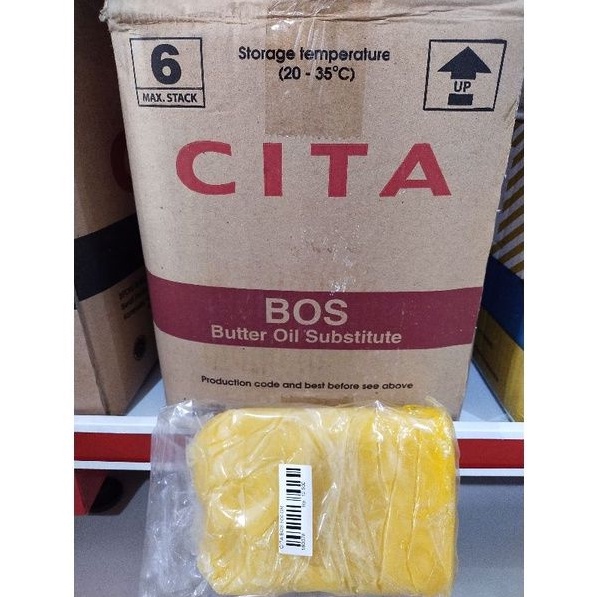 6
MAX. STACK
Storage temperature
(20 - 35°C)
UP
CITA
BOS
Butter Oil Substitute
Production code and best before see above